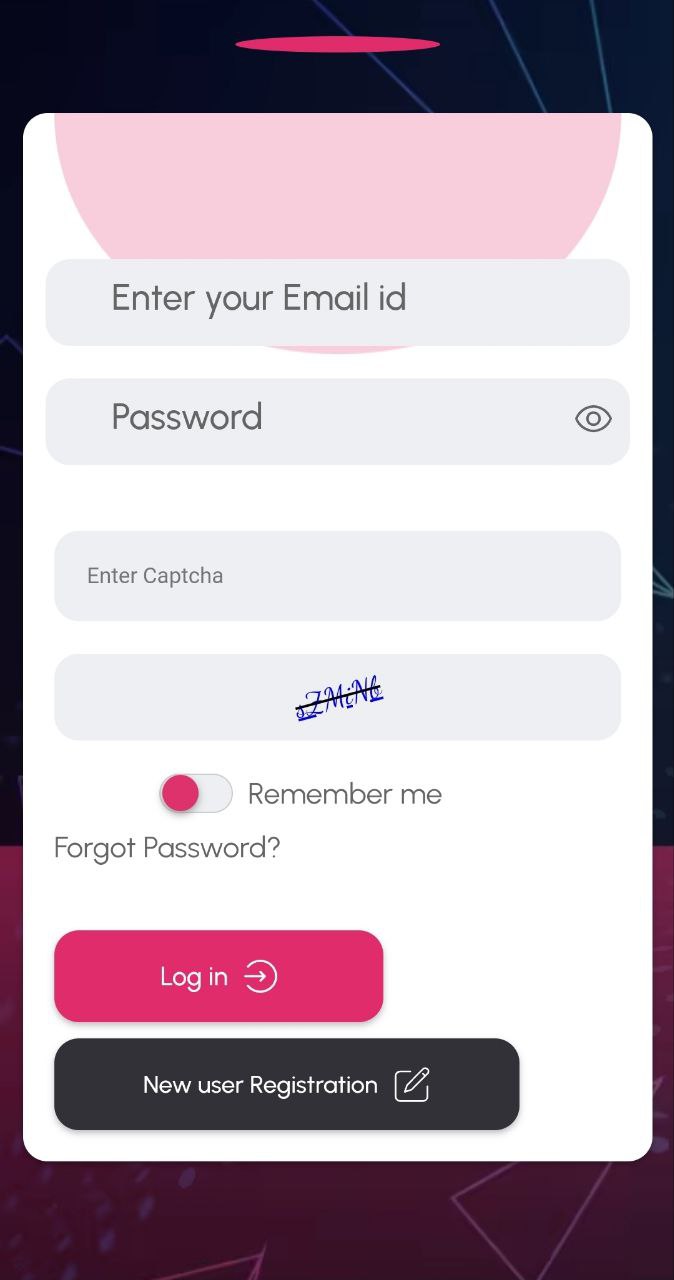 Enter your Email id
Password
Enter Captcha
sZMiNb
Remember me
Forgot Password?
Log in
New user Registration